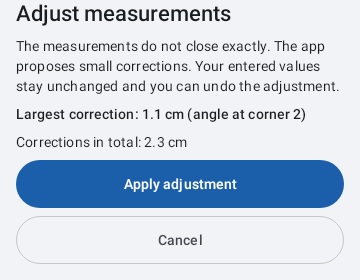 Adjust measurements
The measurements do not close exactly. The app
proposes small corrections. Your entered values
stay unchanged and you can undo the adjustment.
Largest correction: 1.1 cm (angle at corner 2)
Corrections in total: 2.3 cm
Apply adjustment
Cancel